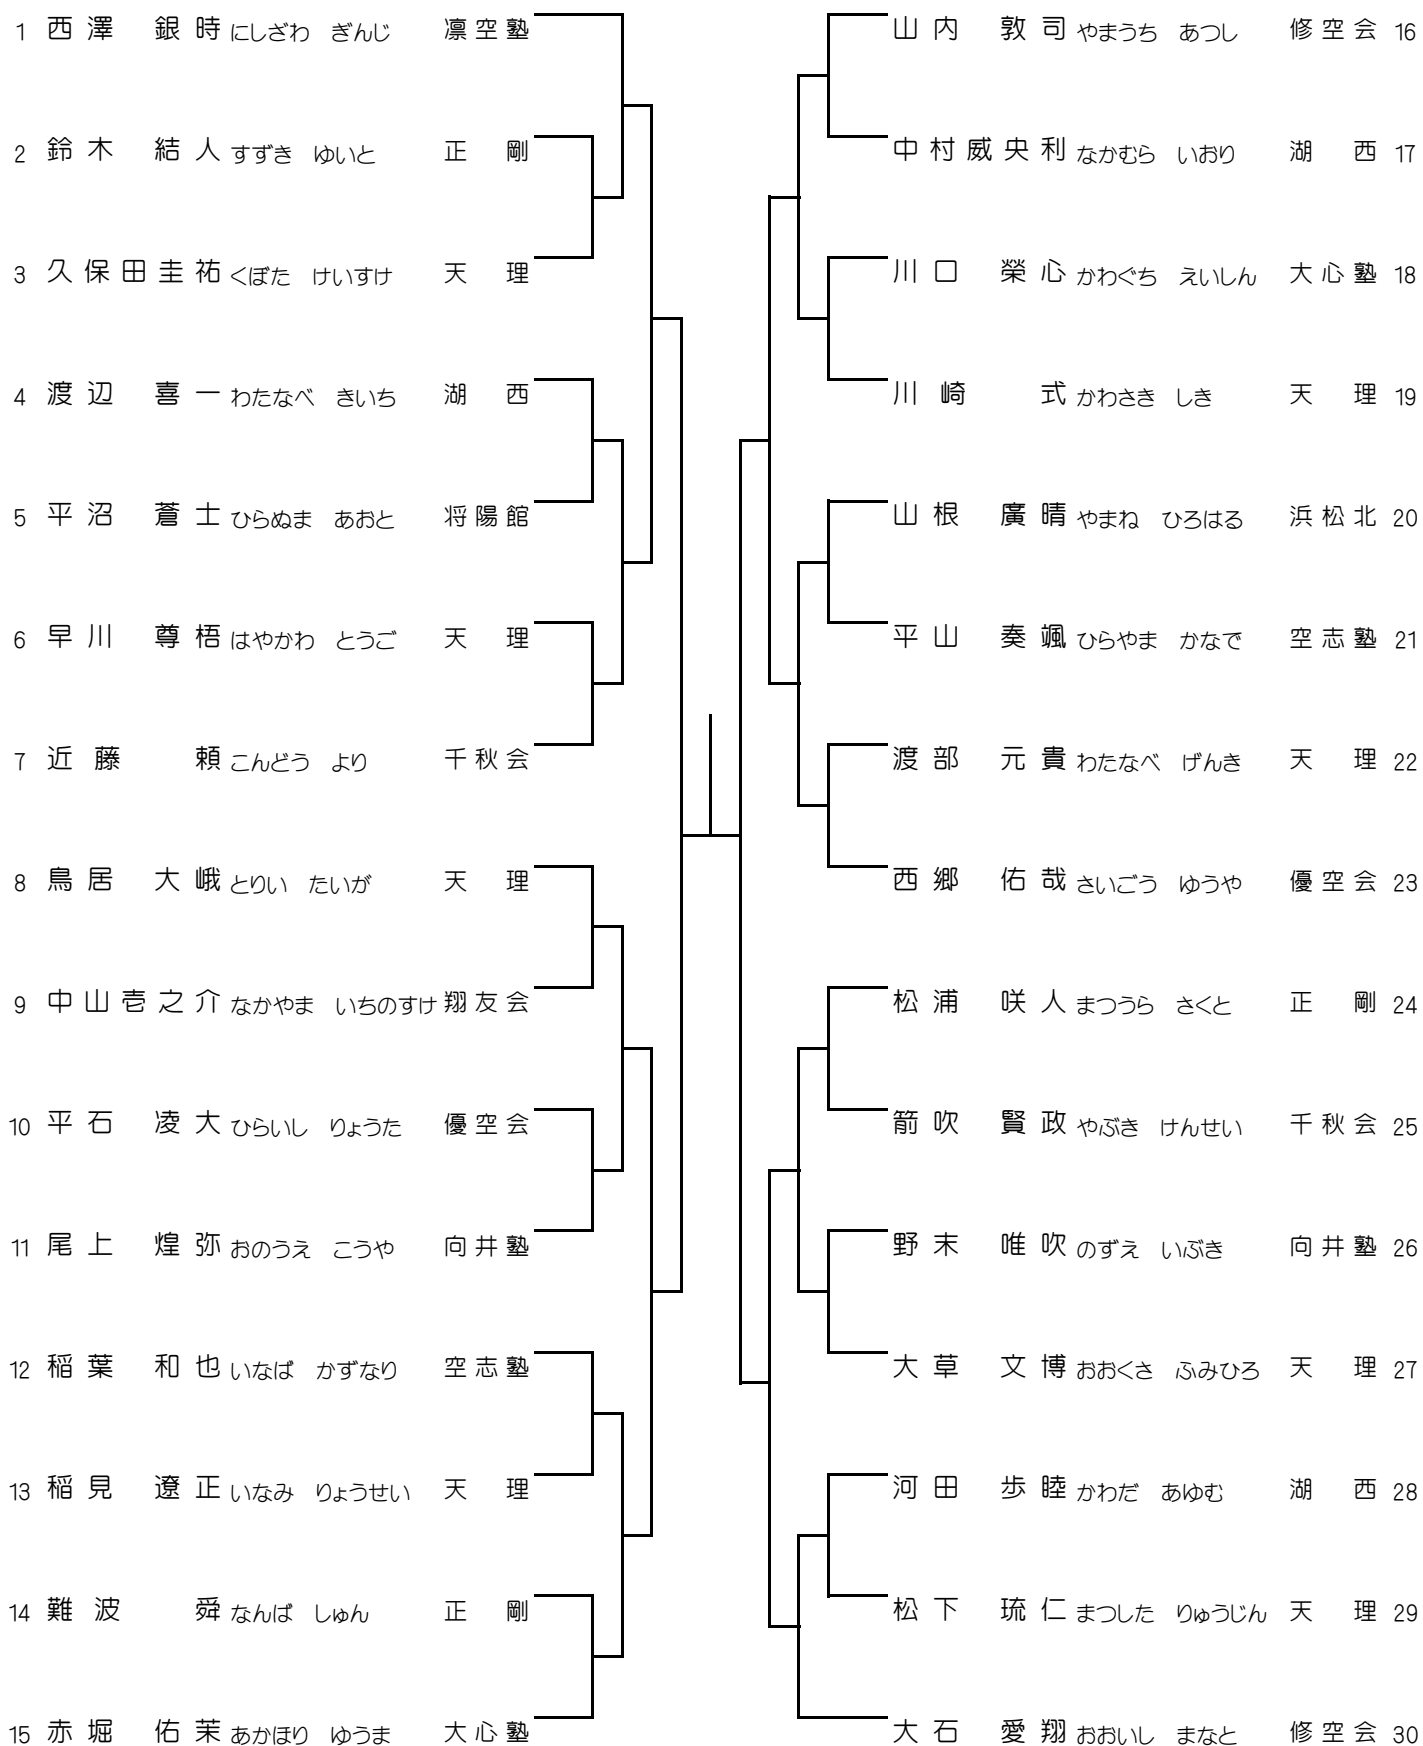 1 西澤 銀時 にしざわ ぎんじ 凛空塾
2 鈴木 結人 すずき ゆいと 正剛
3 久保田圭祐 くぼた けいすけ 天理
4 渡辺 喜一 わたなべ きいち 湖西
5 平沼 蒼士 ひらぬま あおと 将陽館
6 早川 尊梧 はやかわ とうご 天理
7 近藤 頼 こんどう より 千秋会
8 鳥居 大峨 とりい たいが 天理
9 中山壱之介 なかやま いちのすけ 翔友会
10 平石 凌大 ひらいし りょうた 優空会
11 尾上 煌弥 おのうえ こうや 向井塾
12 稲葉 和也 いなば かずなり 空志塾
13 稲見 遼正 いなみ りょうせい 天理
14 難波 舜 なんば しゅん 正剛
15 赤堀 佑茉 あかほり ゆうま 大心塾
山内 敦司 やまうち あつし 修空会 16
中村威央利 なかむら いおり 湖西 17
川口 榮心 かわぐち えいしん 大心塾 18
川崎 式 かわさき しき 天理 19
山根 廣晴 やまね ひろはる 浜松北 20
平山 奏颯 ひらやま かなで 空志塾 21
渡部 元貴 わたなべ げんき 天理 22
西郷 佑哉 さいごう ゆうや 優空会 23
松浦 咲人 まつうら さくと 正剛 24
箭吹 賢政 やぶき けんせい 千秋会 25
野末 唯吹 のずえ いぶき 向井塾 26
大草 文博 おおくさ ふみひろ 天理 27
河田 歩睦 かわだ あゆむ 湖西 28
松下 琉仁 まつした りゅうじん 天理 29
大石 愛翔 おおいし まなと 修空会 30